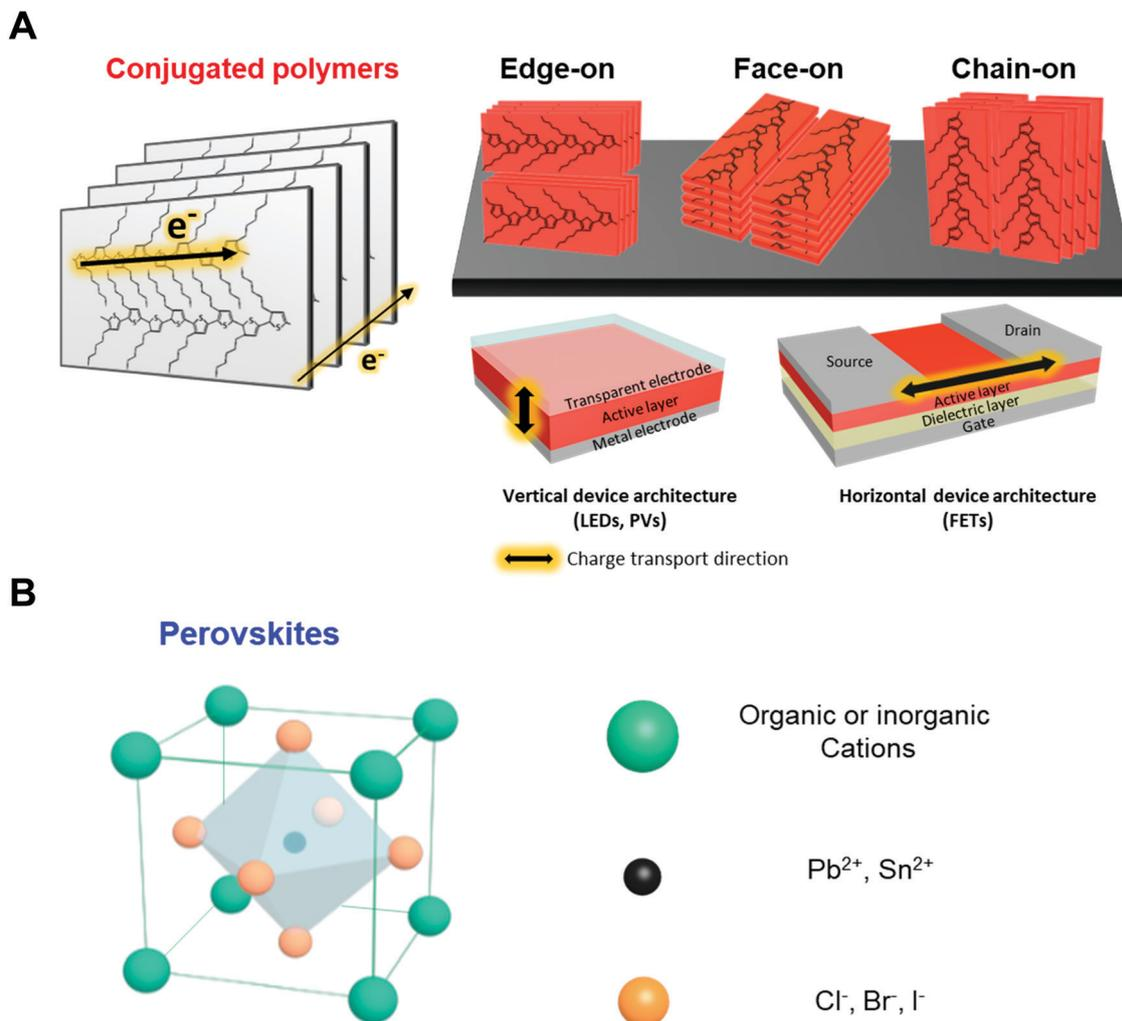 A
Conjugated polymers
Edge-on
Face-on
Chain-on
e⁻
e⁻
S
S
S
S
S
S
S
Transparent electrode
Active layer
Metal electrode
Source
Drain
Active layer
Dielectric layer
Gate
Vertical device architecture
(LEDs, PVs)
Horizontal device architecture
(FETs)
Charge transport direction
B
Perovskites
Organic or inorganic
Cations
Pb²⁺, Sn²⁺
Cl⁻, Br⁻, I⁻